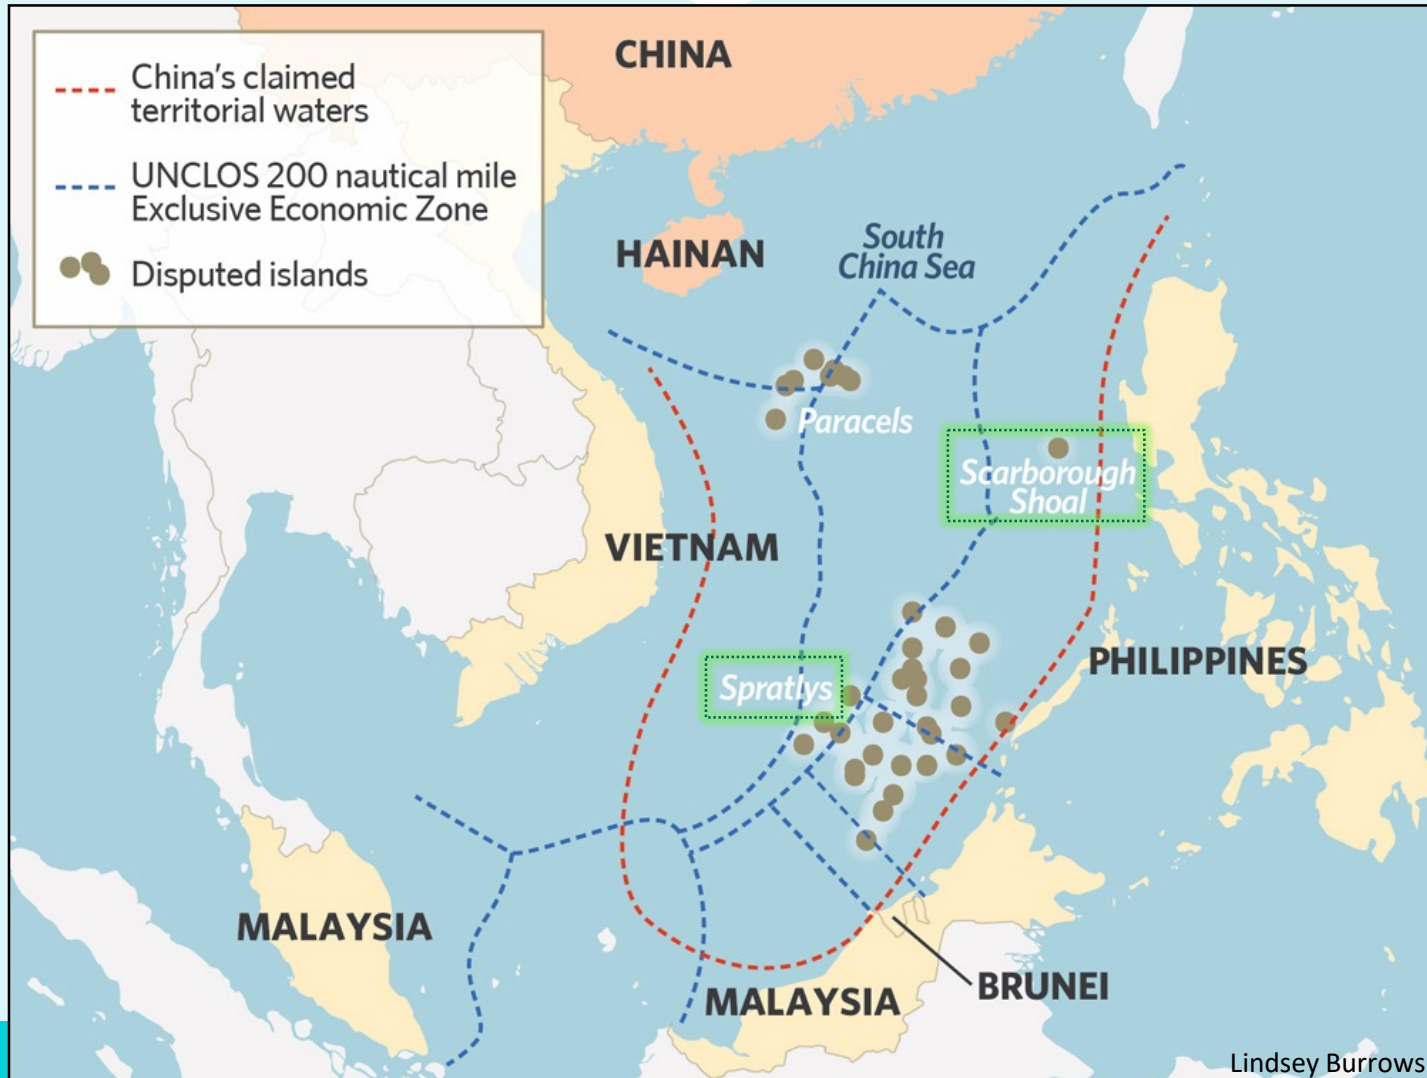 China's claimed
territorial waters
UNCLOS 200 nautical mile
Exclusive Economic Zone
Disputed islands
CHINA
HAINAN
South
China Sea
Paracels
Scarborough
Shoal
VIETNAM
Spratlys
PHILIPPINES
MALAYSIA
MALAYSIA
BRUNEI
Lindsey Burrows